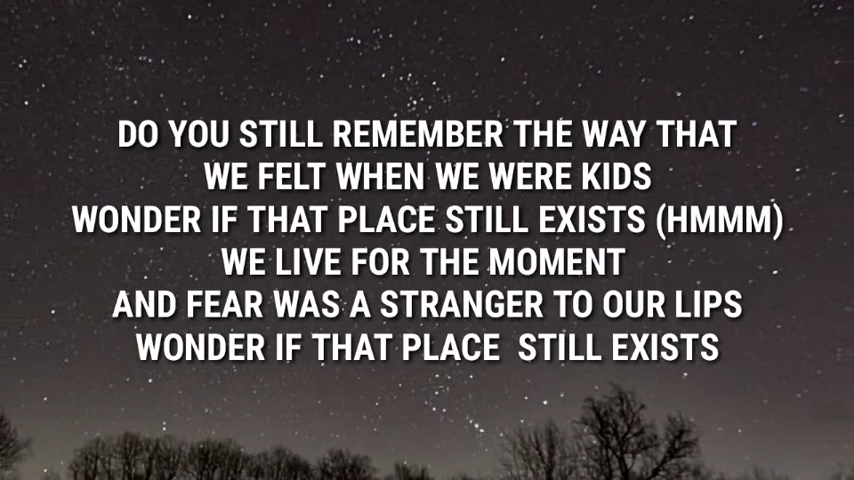 DO YOU STILL REMEMBER THE WAY THAT
WE FELT WHEN WE WERE KIDS
WONDER IF THAT PLACE STILL EXISTS (HMMM)
WE LIVE FOR THE MOMENT
AND FEAR WAS A STRANGER TO OUR LIPS
WONDER IF THAT PLACE  STILL EXISTS